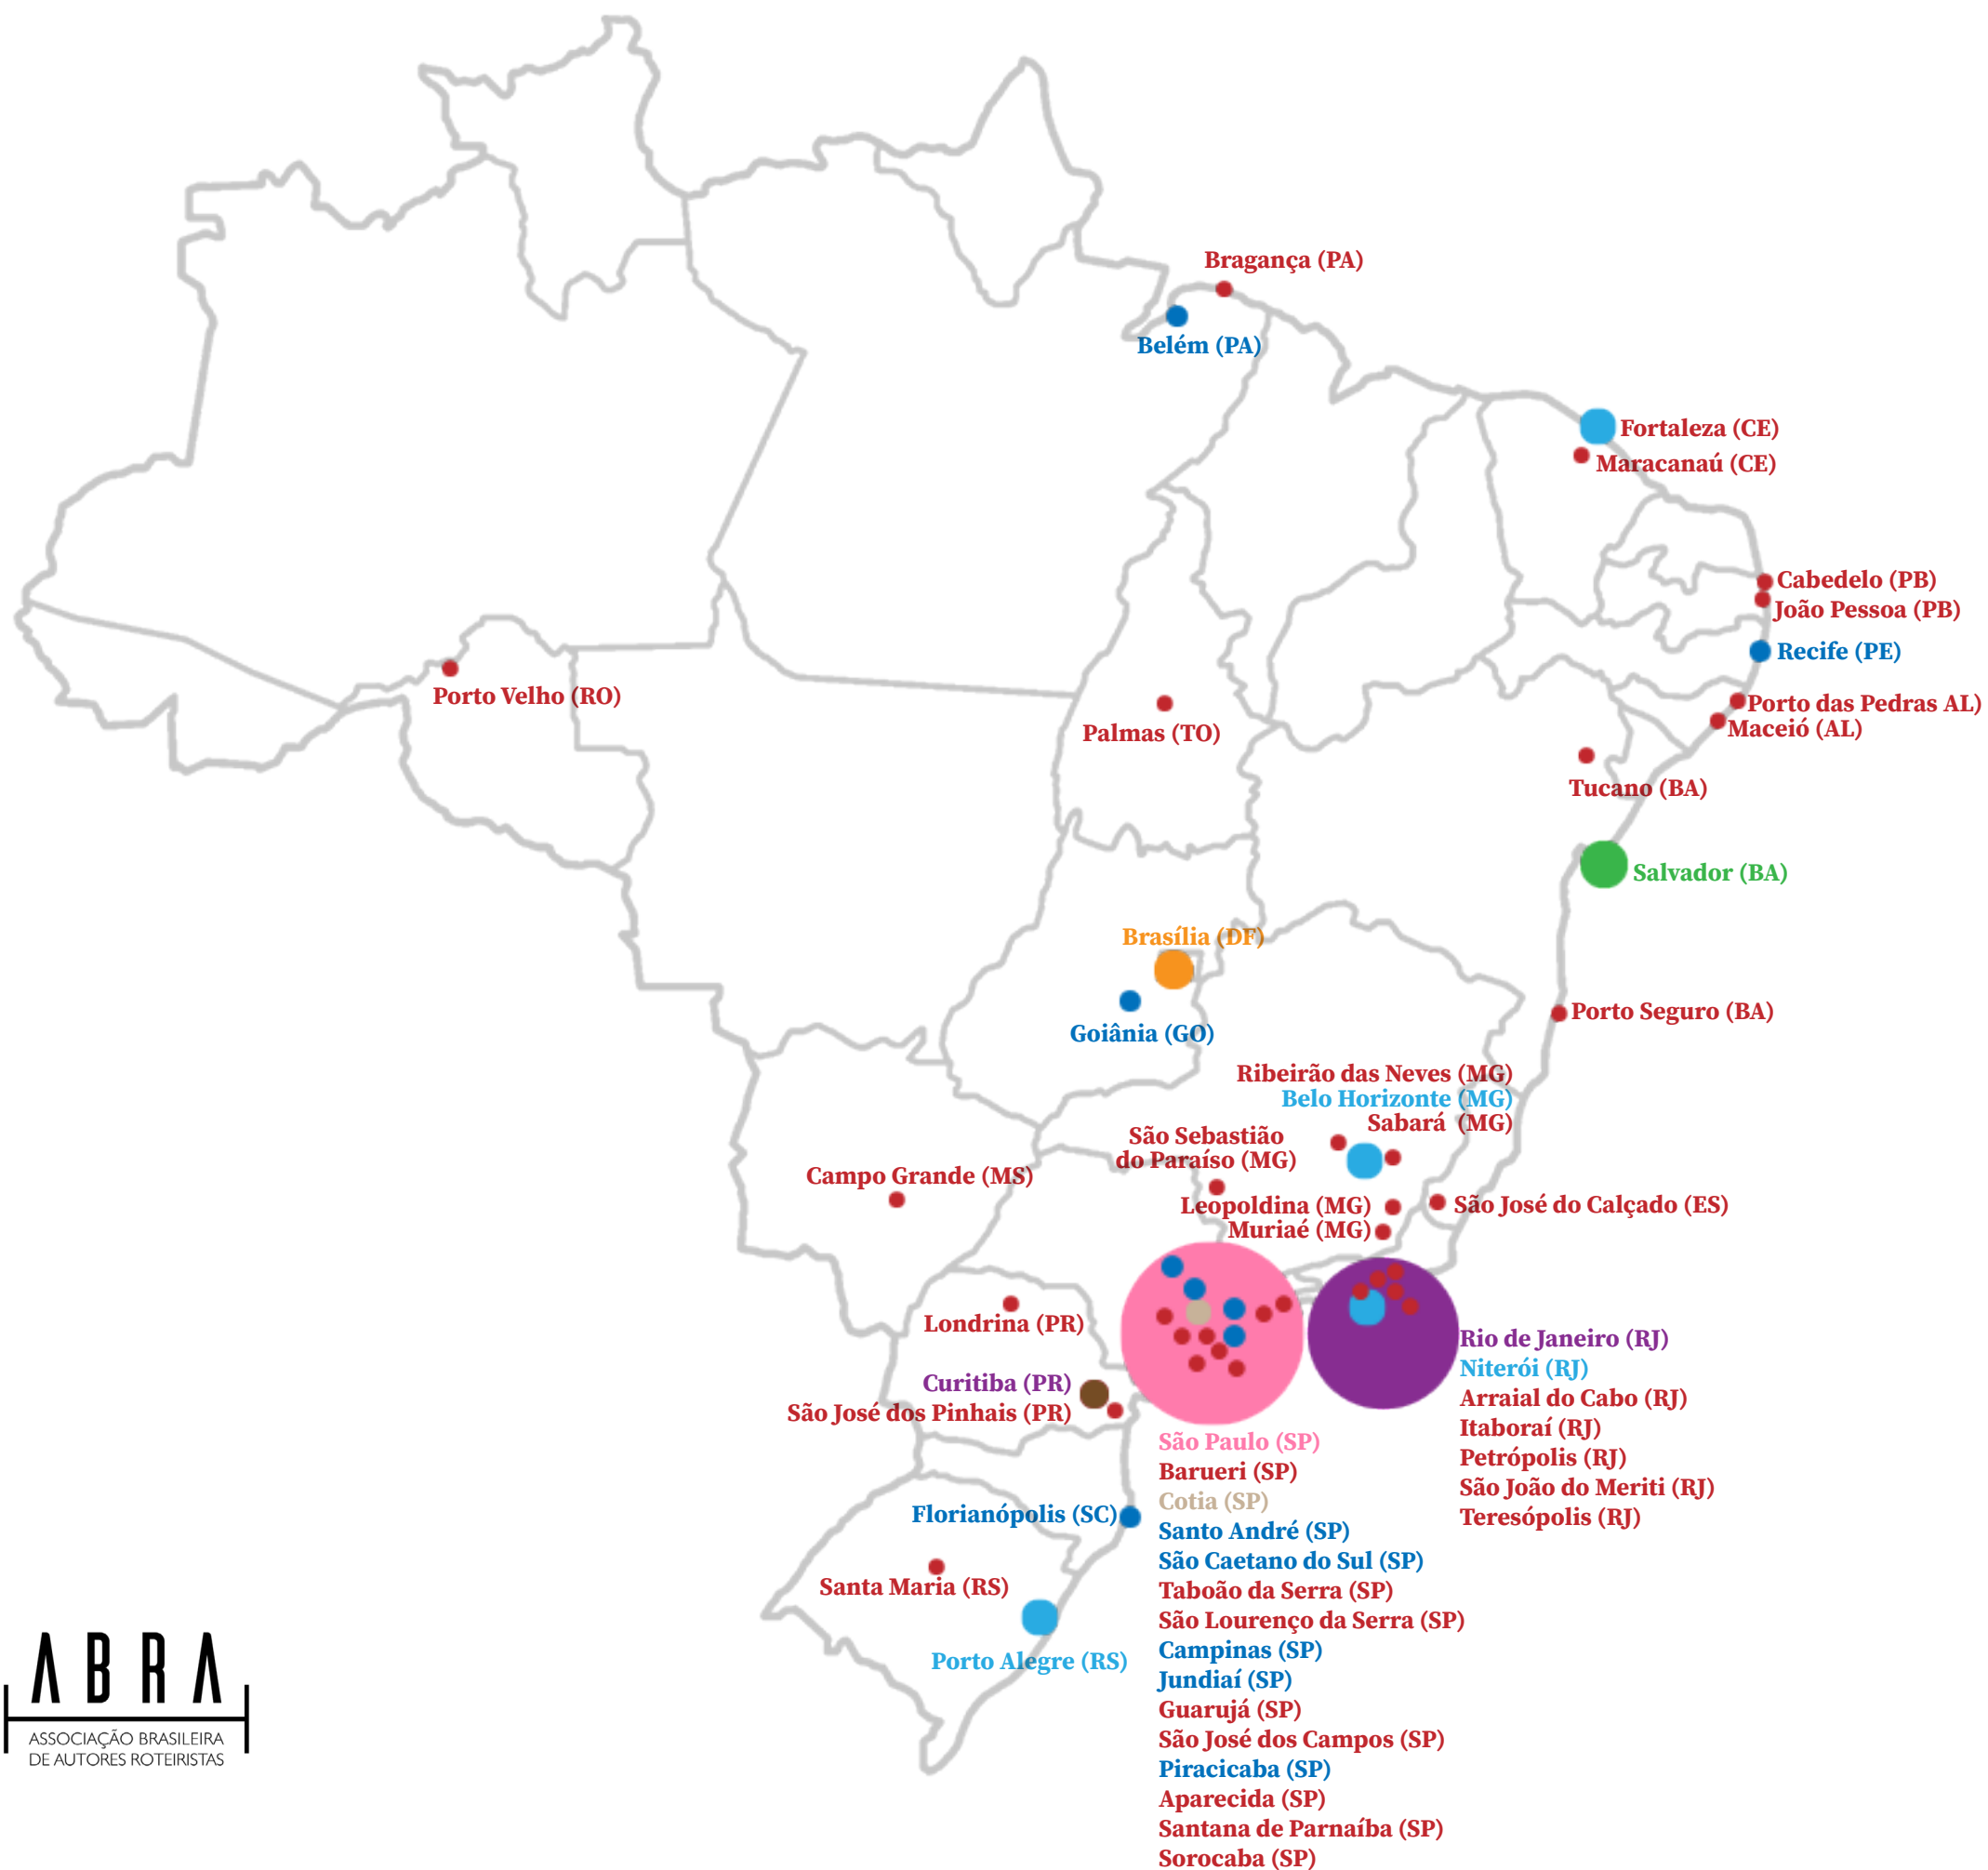 Bragança (PA)
Belém (PA)
Fortaleza (CE)
Maracanaú (CE)
Cabedelo (PB)
João Pessoa (PB)
Recife (PE)
Porto Velho (RO)
Palmas (TO)
Porto das Pedras AL)
Maceió (AL)
Tucano (BA)
Salvador (BA)
Brasília (DF)
Goiânia (GO)
Porto Seguro (BA)
Ribeirão das Neves (MG)
Belo Horizonte (MG)
Sabará (MG)
São Sebastião
do Paraíso (MG)
Campo Grande (MS)
Leopoldina (MG)
Muriaé (MG)
São José do Calçado (ES)
Londrina (PR)
Curitiba (PR)
São José dos Pinhais (PR)
Rio de Janeiro (RJ)
Niterói (RJ)
Arraial do Cabo (RJ)
Itaboraí (RJ)
Petrópolis (RJ)
São João do Meriti (RJ)
Teresópolis (RJ)
São Paulo (SP)
Barueri (SP)
Cotia (SP)
Santo André (SP)
São Caetano do Sul (SP)
Taboão da Serra (SP)
São Lourenço da Serra (SP)
Campinas (SP)
Jundiaí (SP)
Guarujá (SP)
São José dos Campos (SP)
Piracicaba (SP)
Aparecida (SP)
Santana de Parnaíba (SP)
Sorocaba (SP)
Florianópolis (SC)
Santa Maria (RS)
Porto Alegre (RS)
ABRA
ASSOCIAÇÃO BRASILEIRA
DE AUTORES ROTEIRISTAS